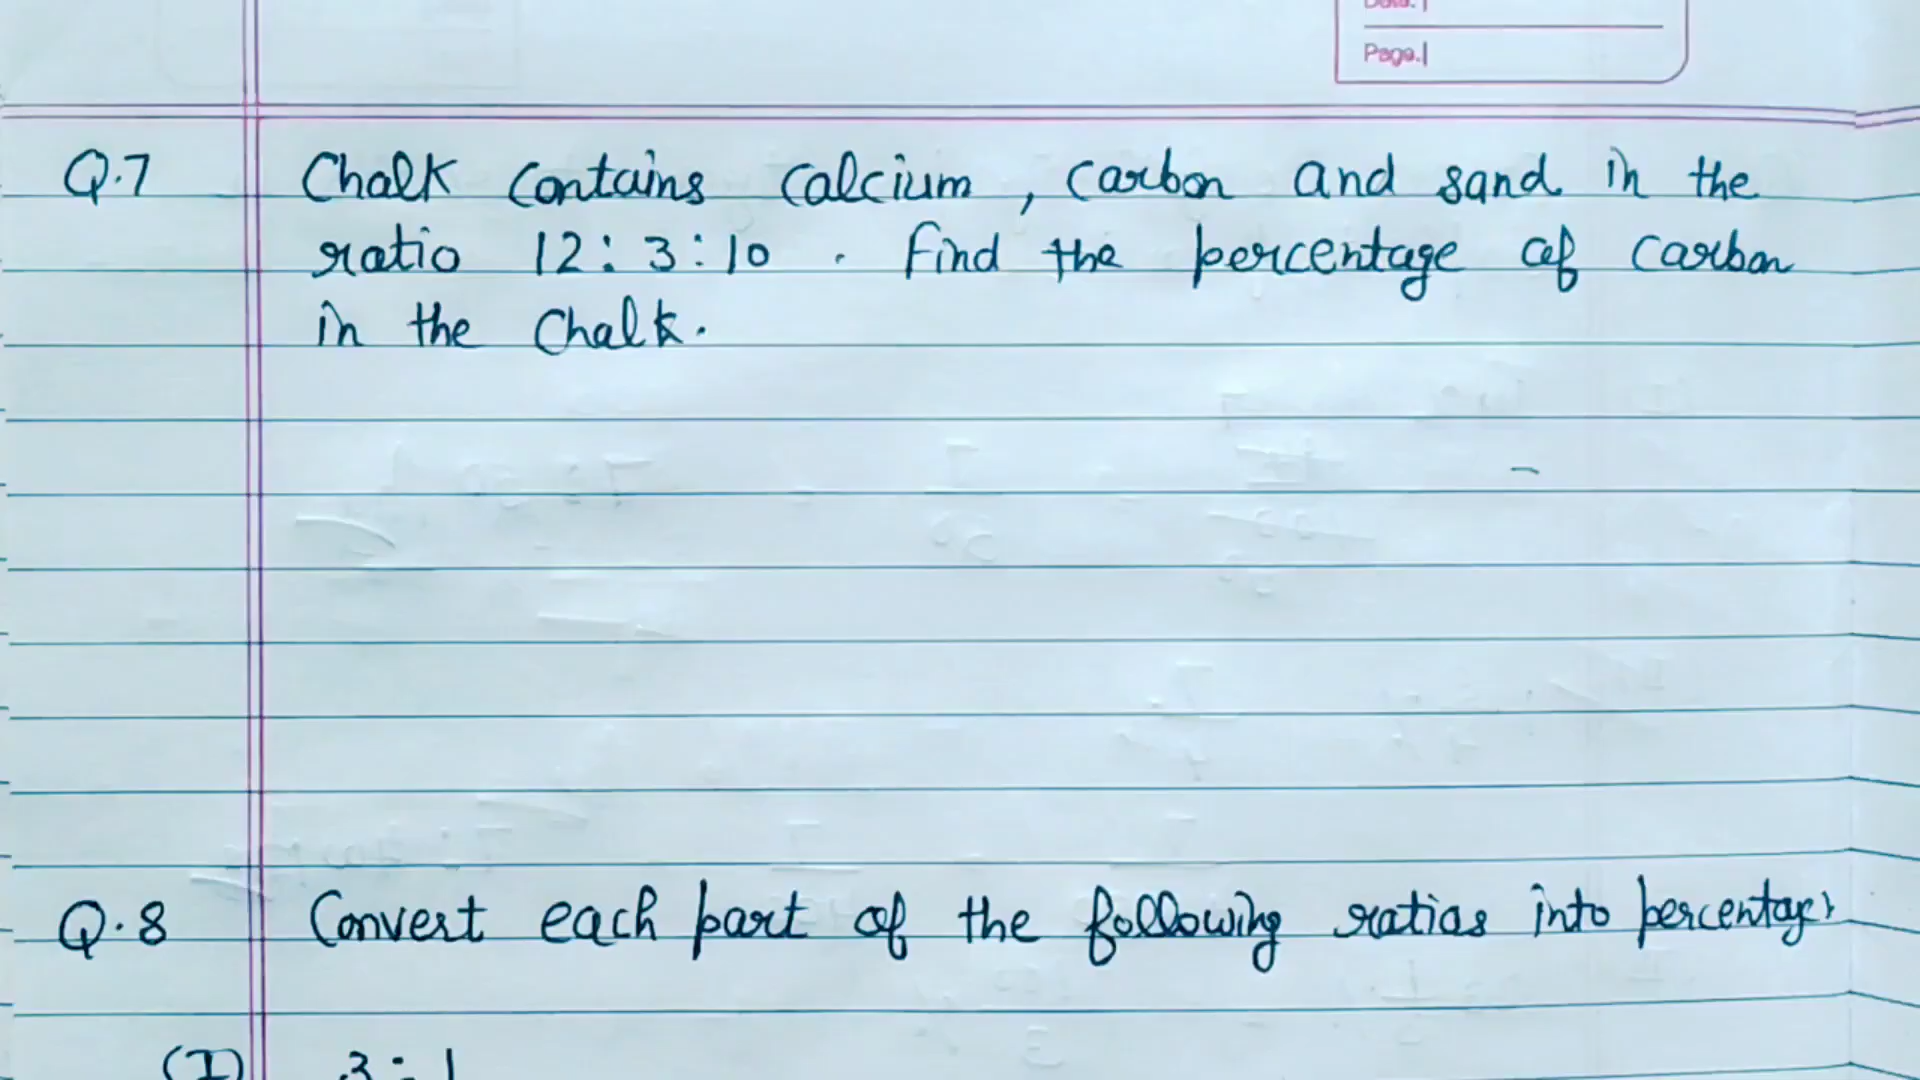 Page.
Q.7 Chalk contains calcium, carbon and sand in the
ratio 12:3:10. Find the percentage of carbon
in the chalk.
Q.8 Convert each part of the following ratios into percentage
(I) 3:1